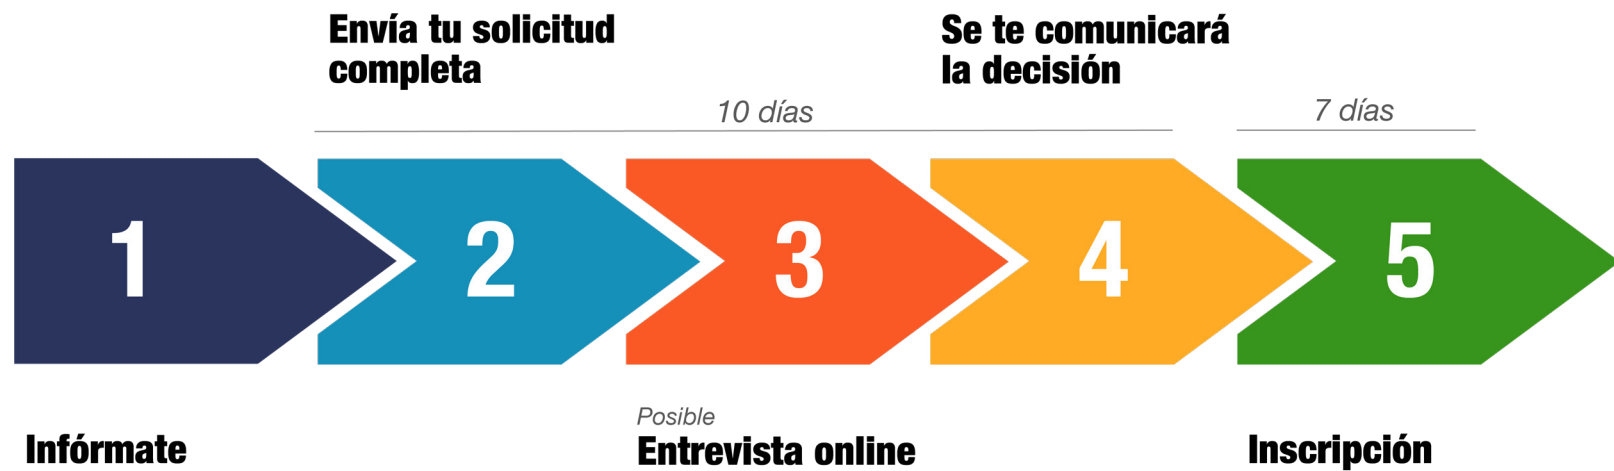 Envía tu solicitud
completa
Se te comunicará
la decisión
10 días
7 días
1
2
3
4
5
Infórmate
Posible
Entrevista online
Inscripción